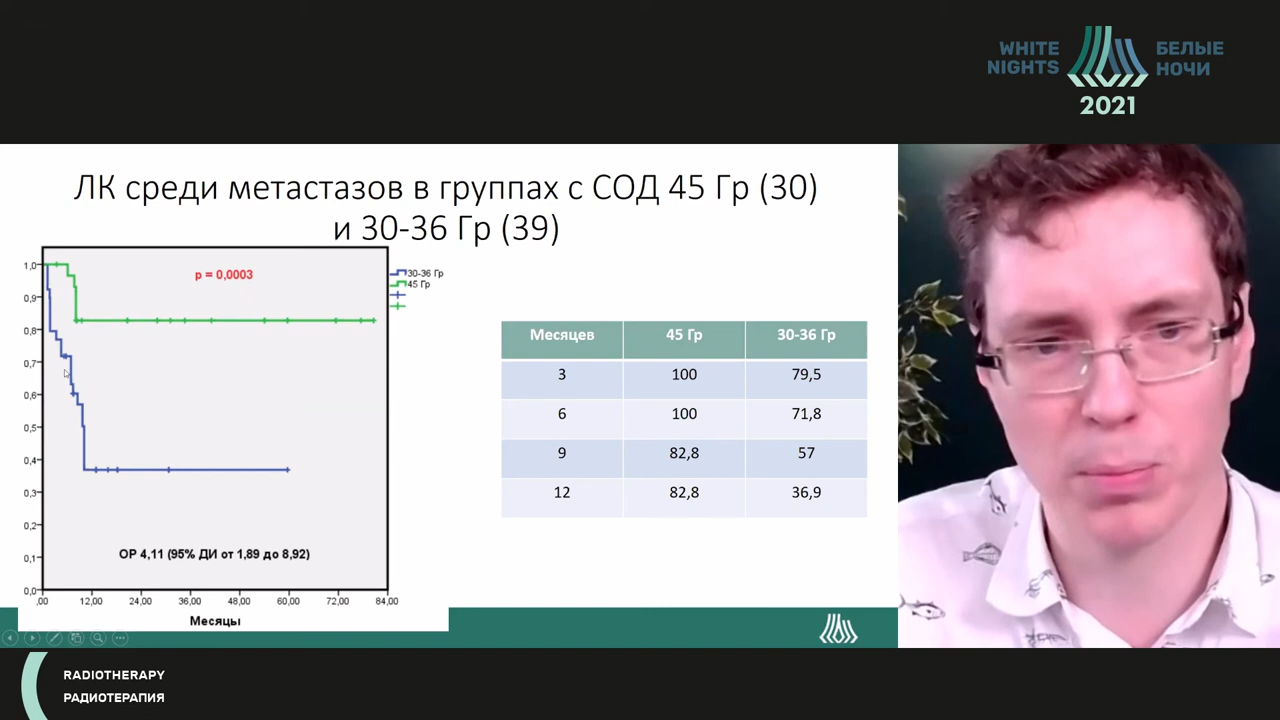 WHITE
NIGHTS
БЕЛЫЕ
НОЧИ
2021
ЛК среди метастазов в группах с СОД 45 Гр (30)
и 30-36 Гр (39)
p = 0,0003
30-36 Гр
45 Гр
1,0
0,9
0,8
0,7
0,6
0,5
0,4
0,3
0,2
0,1
0,0
ОР 4,11 (95% ДИ от 1,89 до 8,92)
,00 12,00 24,00 36,00 48,00 60,00 72,00 84,00
Месяцы
Месяцев 45 Гр 30-36 Гр
3 100 79,5
6 100 71,8
9 82,8 57
12 82,8 36,9
RADIOTHERAPY
РАДИОТЕРАПИЯ